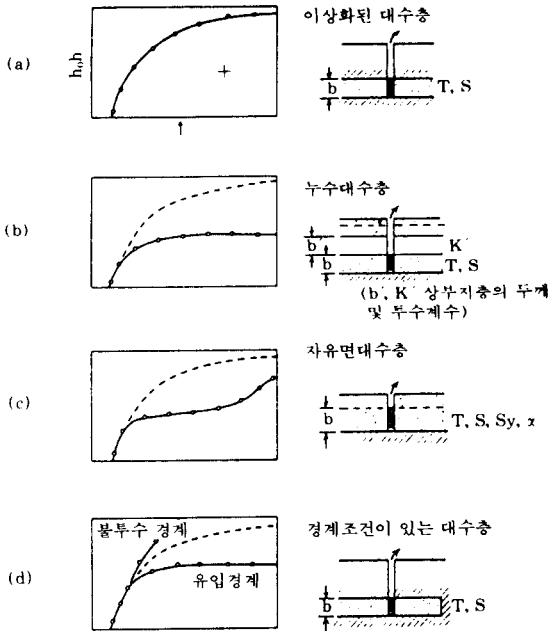 (a)
h₀h
↑
이상화된 대수층
b
T, S
(b)
누수대수층
b′
b
K′
T, S
(b′, K′ 상부지층의 두께
및 투수계수)
(c)
자유면대수층
b
T, S, Sy, α
(d)
불투수 경계
유입경계
경계조건이 있는 대수층
b
T, S